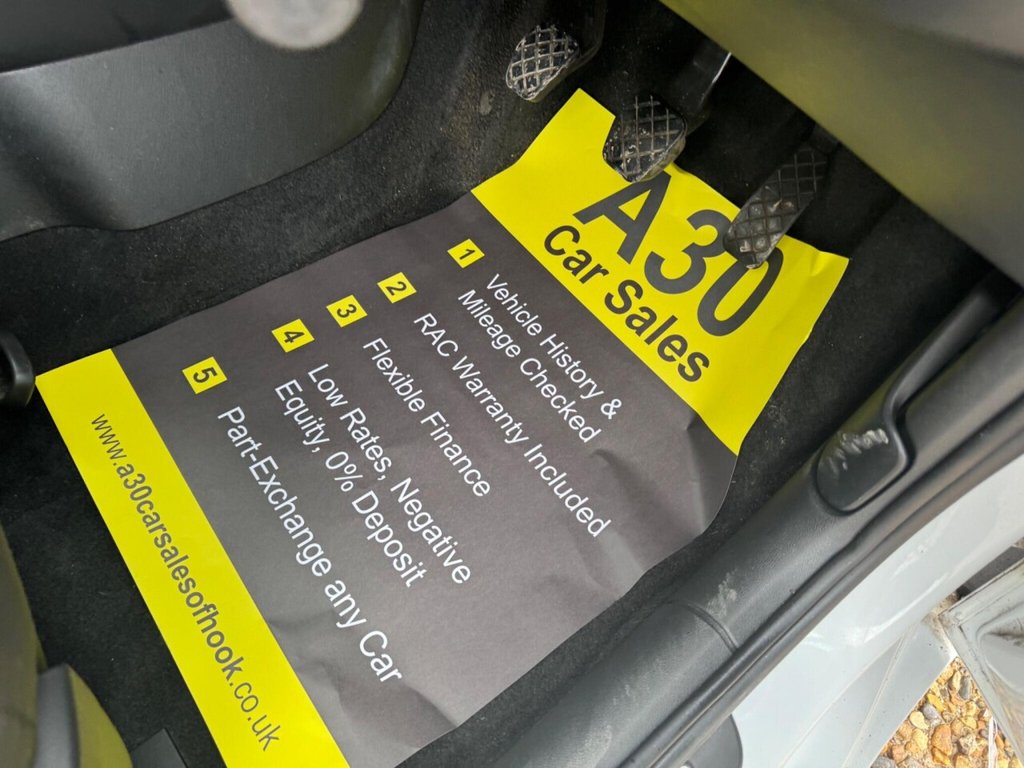 A30
Car Sales
1
Vehicle History &
Mileage Checked
2
RAC Warranty Included
3
Flexible Finance
4
Low Rates, Negative
Equity, 0% Deposit
5
Part-Exchange any Car
www.a30carsalesofhook.co.uk